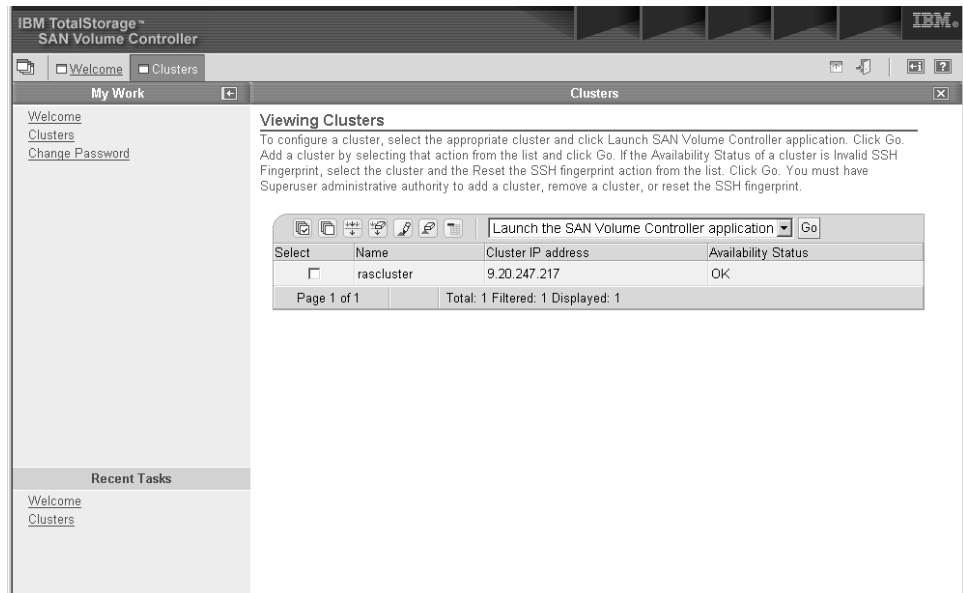 IBM TotalStorage™
SAN Volume Controller
IBM®
Welcome
Clusters
My Work
Clusters
Welcome
Clusters
Change Password
Viewing Clusters
To configure a cluster, select the appropriate cluster and click Launch SAN Volume Controller application. Click Go.
Add a cluster by selecting that action from the list and click Go. If the Availability Status of a cluster is Invalid SSH
Fingerprint, select the cluster and the Reset the SSH fingerprint action from the list. Click Go. You must have
Superuser administrative authority to add a cluster, remove a cluster, or reset the SSH fingerprint.
Launch the SAN Volume Controller application Go
Select Name Cluster IP address Availability Status
rascluster 9.20.247.217 OK
Page 1 of 1 Total: 1 Filtered: 1 Displayed: 1
Recent Tasks
Welcome
Clusters